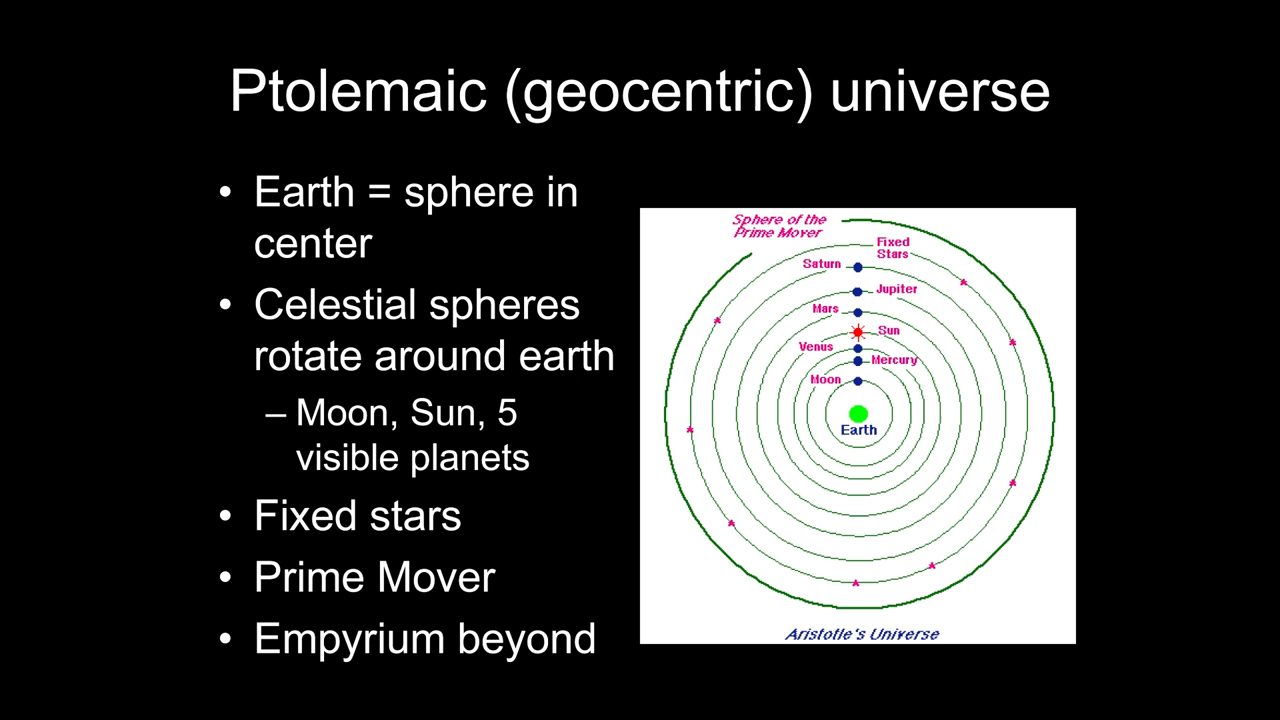 Ptolemaic (geocentric) universe
• Earth = sphere in
center
• Celestial spheres
rotate around earth
– Moon, Sun, 5
visible planets
• Fixed stars
• Prime Mover
• Empyrium beyond
Sphere of the
Prime Mover
Fixed
Stars
Saturn
Jupiter
Mars
Sun
Venus
Mercury
Moon
Earth
Aristotle's Universe